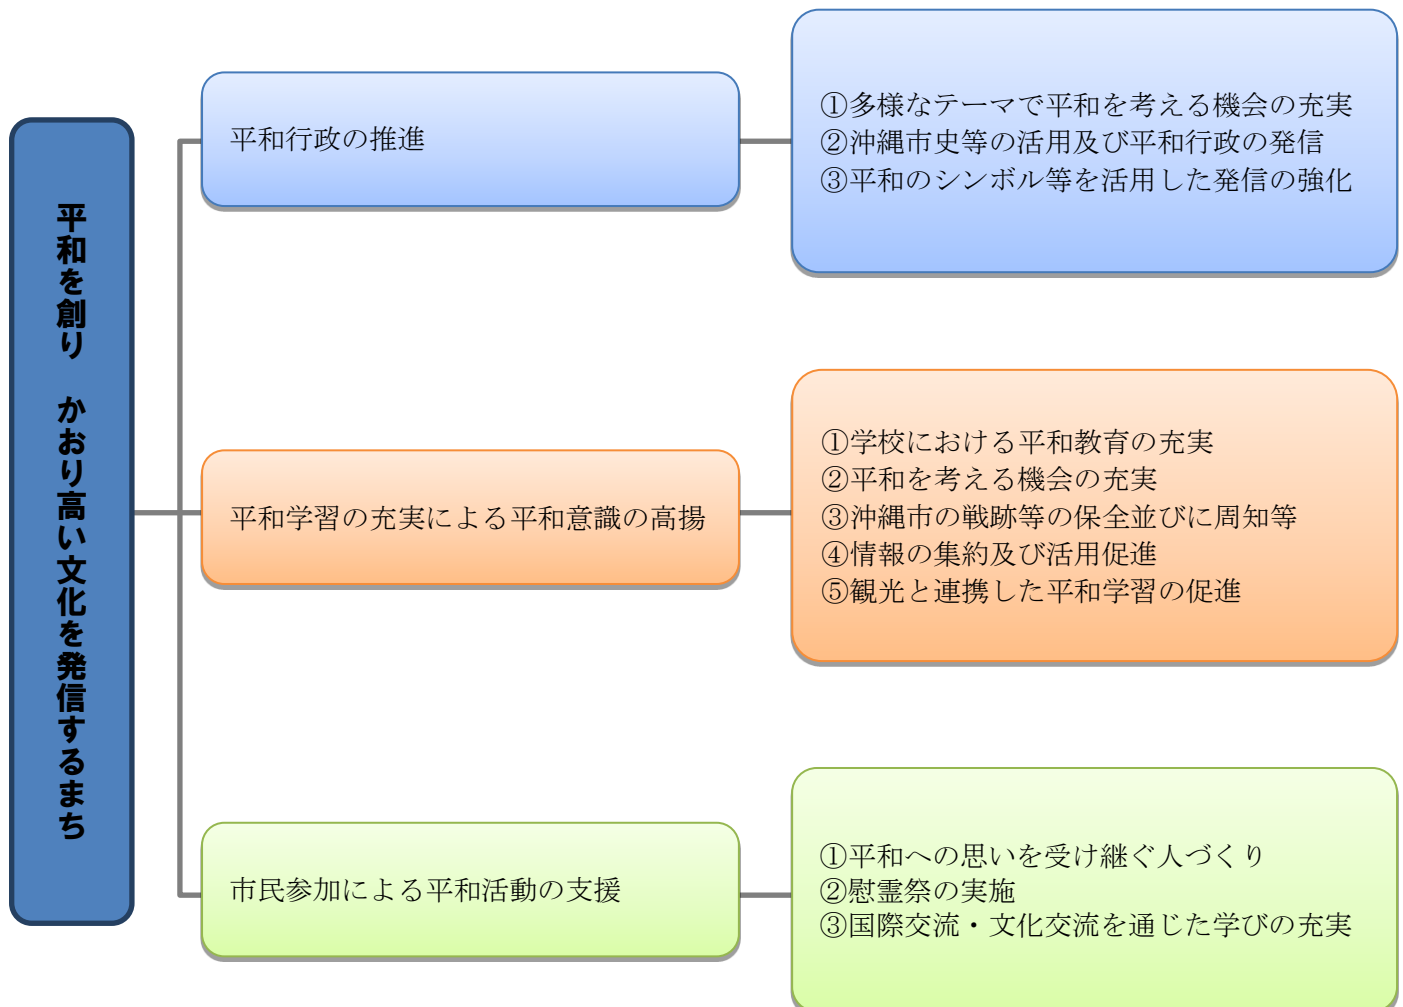 平和を創り　かおり高い文化を発信するまち
平和行政の推進
①多様なテーマで平和を考える機会の充実
②沖縄市史等の活用及び平和行政の発信
③平和のシンボル等を活用した発信の強化
平和学習の充実による平和意識の高揚
①学校における平和教育の充実
②平和を考える機会の充実
③沖縄市の戦跡等の保全並びに周知等
④情報の集約及び活用促進
⑤観光と連携した平和学習の促進
市民参加による平和活動の支援
①平和への思いを受け継ぐ人づくり
②慰霊祭の実施
③国際交流・文化交流を通じた学びの充実